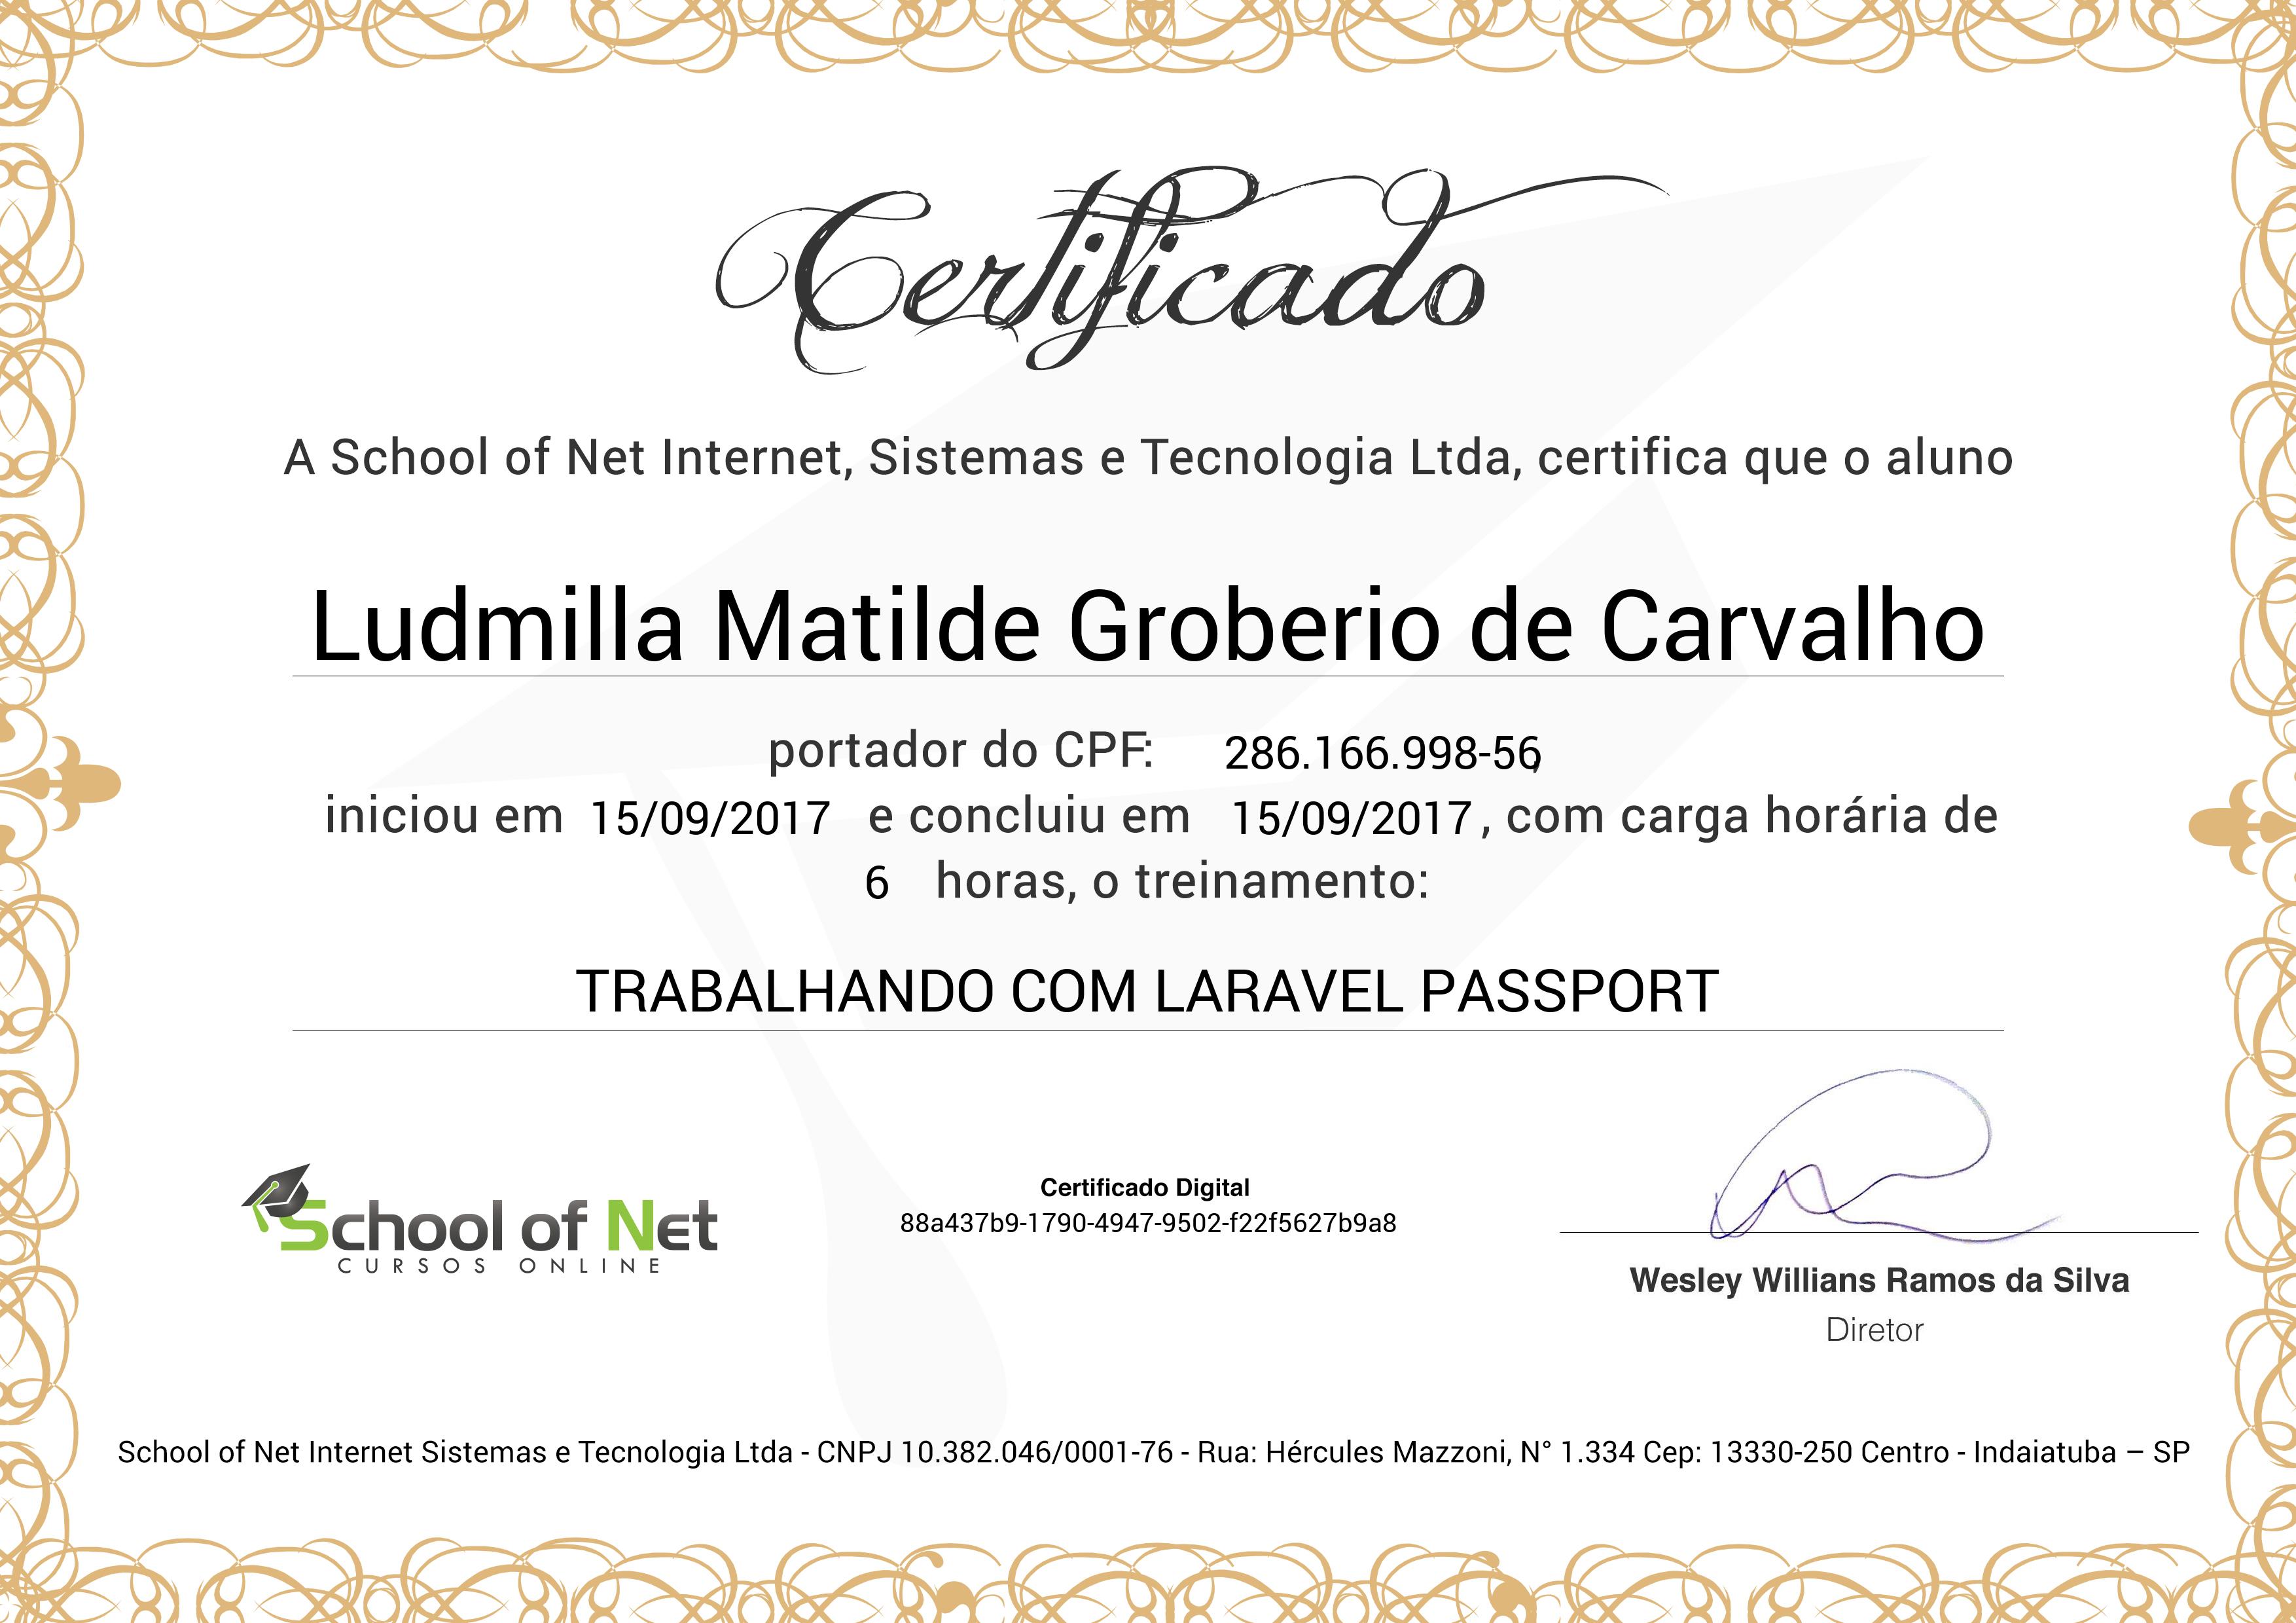 Certificado
A School of Net Internet, Sistemas e Tecnologia Ltda, certifica que o aluno
Ludmilla Matilde Groberio de Carvalho
portador do CPF: 286.166.998-56,
iniciou em 15/09/2017 e concluiu em 15/09/2017, com carga horária de
6 horas, o treinamento:
TRABALHANDO COM LARAVEL PASSPORT
School of Net
CURSOS ONLINE
Certificado Digital
88a437b9-1790-4947-9502-f22f5627b9a8
Wesley Willians Ramos da Silva
Diretor
School of Net Internet Sistemas e Tecnologia Ltda - CNPJ 10.382.046/0001-76 - Rua: Hércules Mazzoni, N° 1.334 Cep: 13330-250 Centro - Indaiatuba – SP